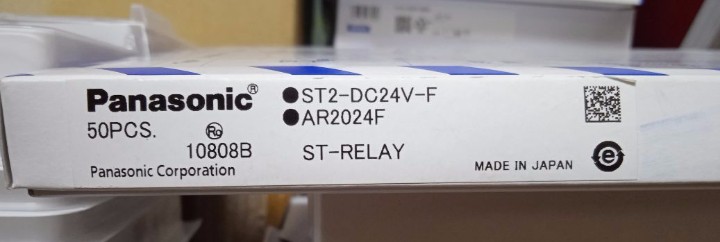 Panasonic®
50PCS.
10808B
Panasonic Corporation
●ST2-DC24V-F
●AR2024F
ST-RELAY
MADE IN JAPAN